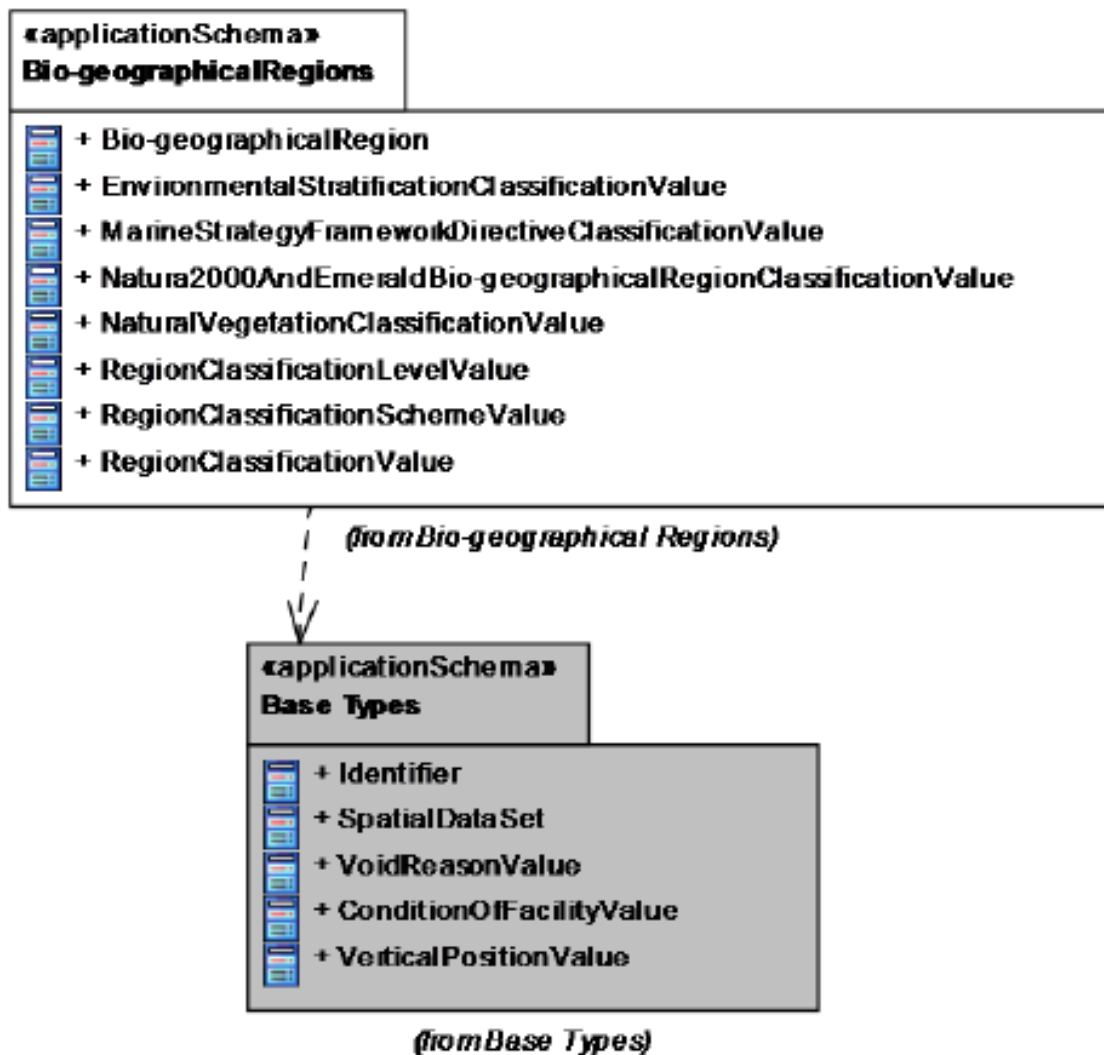 «applicationSchema»
Bio-geographicalRegions
+ Bio-geographicalRegion
+ EnvironmentalStratificationClassificationValue
+ MarineStrategyFrameworkDirectiveClassificationValue
+ Natura2000AndEmeraldBio-geographicalRegionClassificationValue
+ NaturalVegetationClassificationValue
+ RegionClassificationLevelValue
+ RegionClassificationSchemeValue
+ RegionClassificationValue
(from Bio-geographical Regions)
«applicationSchema»
Base Types
+ Identifier
+ SpatialDataSet
+ VoidReasonValue
+ ConditionOfFacilityValue
+ VerticalPositionValue
(from Base Types)